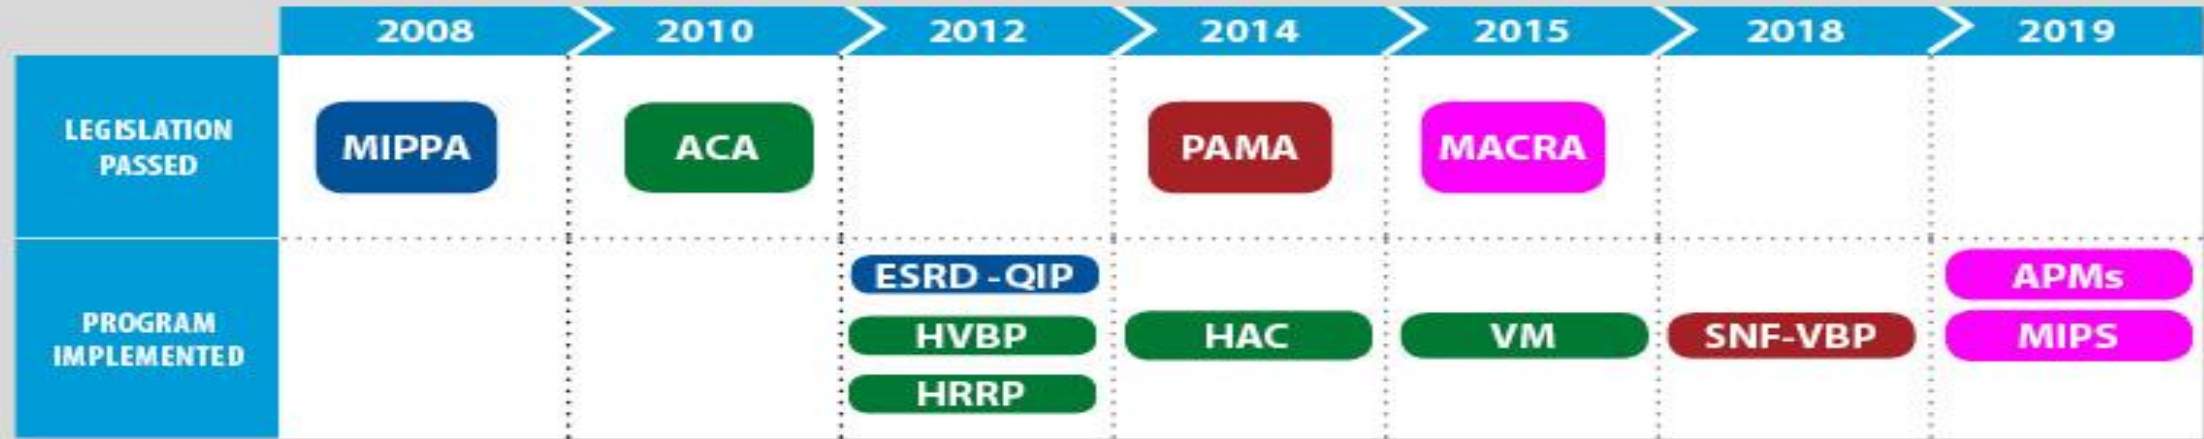 2008 2010 2012 2014 2015 2018 2019
LEGISLATION
PASSED
MIPPA ACA PAMA MACRA
PROGRAM
IMPLEMENTED
ESRD -QIP APMs
HVBP HAC VM SNF-VBP MIPS
HRRP